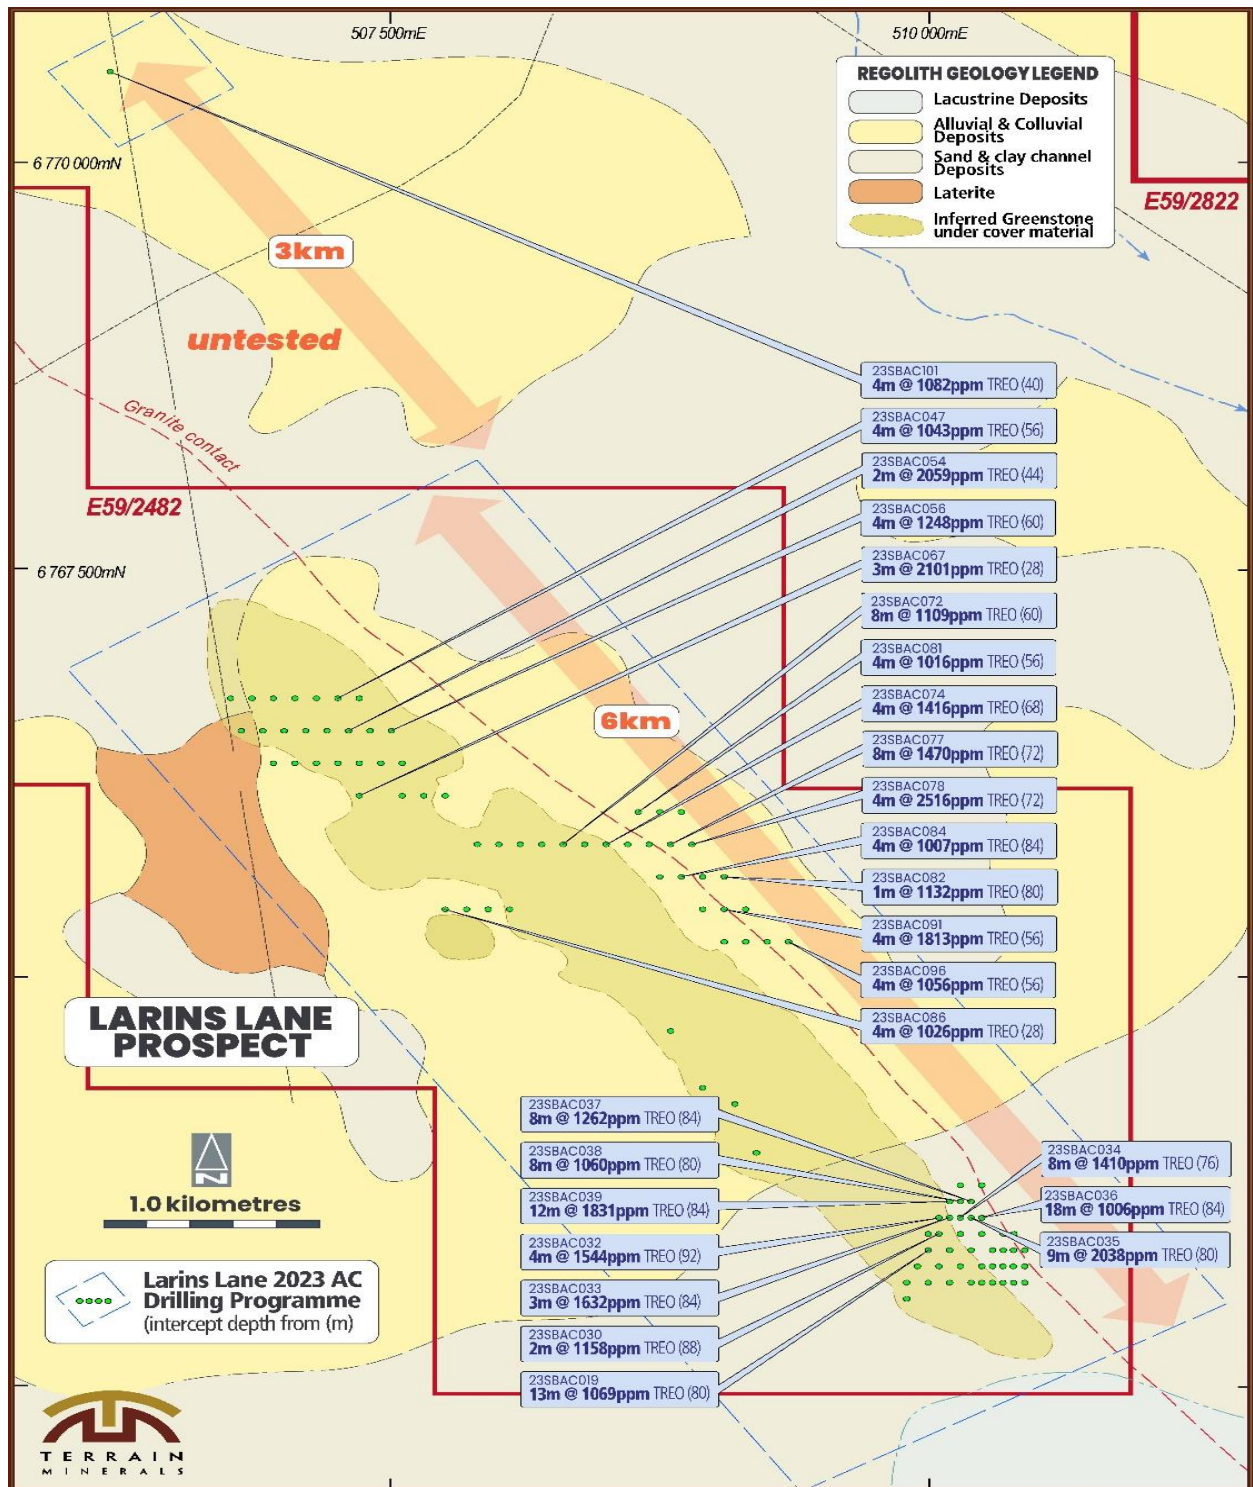 507 500mE
510 000mE
REGOLITH GEOLOGY LEGEND
Lacustrine Deposits
Alluvial & Colluvial
Deposits
Sand & clay channel
Deposits
Laterite
Inferred Greenstone
under cover material
6 770 000mN
E59/2822
3km
untested
Granite contact
E59/2482
6 767 500mN
6km
23SBAC101
4m @ 1082ppm TREO (40)
23SBAC047
4m @ 1043ppm TREO (56)
23SBAC054
2m @ 2059ppm TREO (44)
23SBAC056
4m @ 1248ppm TREO (60)
23SBAC067
3m @ 2101ppm TREO (28)
23SBAC072
8m @ 1109ppm TREO (60)
23SBAC081
4m @ 1016ppm TREO (56)
23SBAC074
4m @ 1416ppm TREO (68)
23SBAC077
8m @ 1470ppm TREO (72)
23SBAC078
4m @ 2516ppm TREO (72)
23SBAC084
4m @ 1007ppm TREO (84)
23SBAC082
1m @ 1132ppm TREO (80)
23SBAC091
4m @ 1813ppm TREO (56)
23SBAC096
4m @ 1056ppm TREO (56)
23SBAC086
4m @ 1026ppm TREO (28)
LARINS LANE
PROSPECT
23SBAC037
8m @ 1262ppm TREO (84)
23SBAC038
8m @ 1060ppm TREO (80)
23SBAC039
12m @ 1831ppm TREO (84)
23SBAC032
4m @ 1544ppm TREO (92)
23SBAC033
3m @ 1632ppm TREO (84)
23SBAC030
2m @ 1158ppm TREO (88)
23SBAC019
13m @ 1069ppm TREO (80)
23SBAC034
8m @ 1410ppm TREO (76)
23SBAC036
18m @ 1006ppm TREO (84)
23SBAC035
9m @ 2038ppm TREO (80)
N
1.0 kilometres
Larins Lane 2023 AC
Drilling Programme
(intercept depth from (m)
TERRAIN
MINERALS